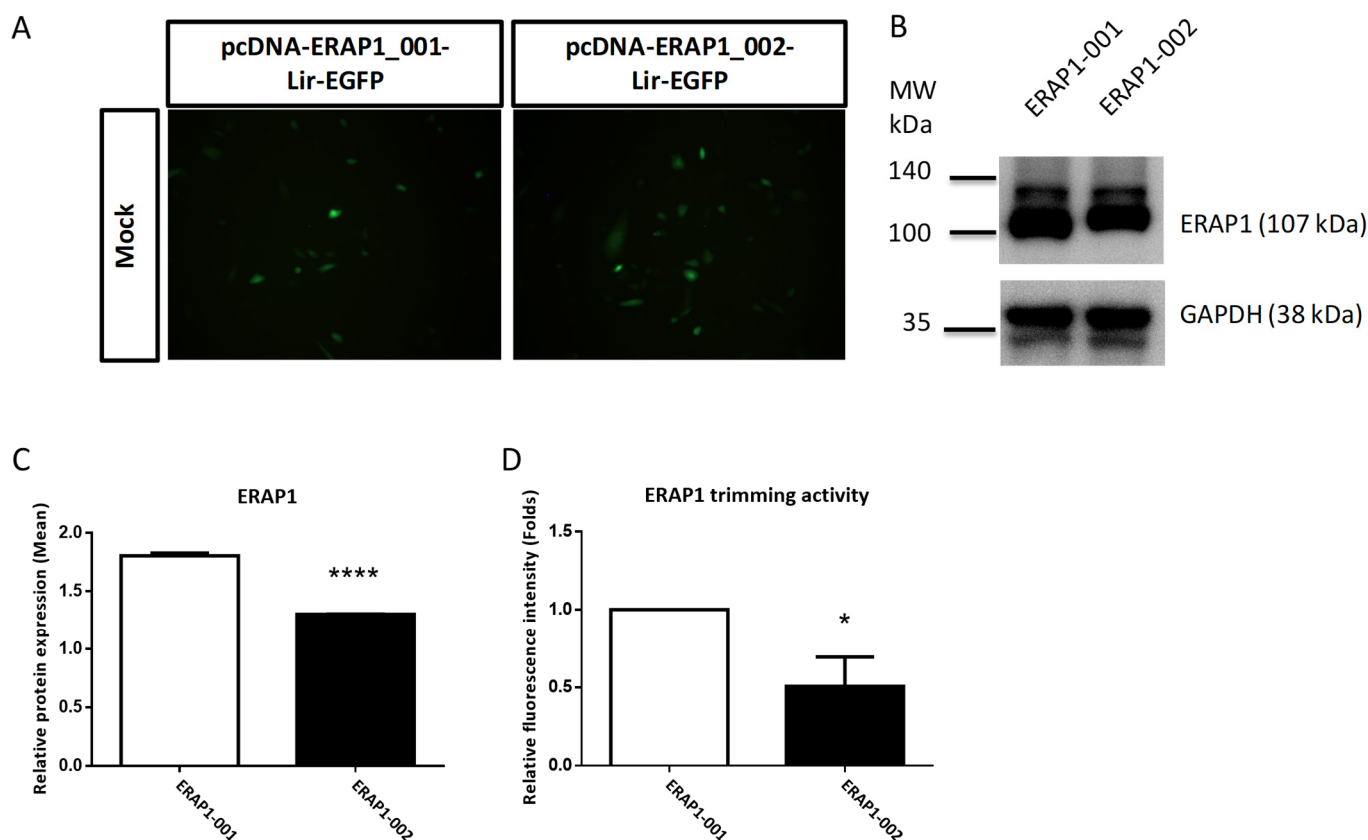 A
pcDNA-ERAP1_001-
Lir-EGFP
pcDNA-ERAP1_002-
Lir-EGFP
Mock
B
MW
kDa
ERAP1-001
ERAP1-002
140
100
ERAP1 (107 kDa)
35
GAPDH (38 kDa)
C
ERAP1
Relative protein expression (Mean)
2.0
1.5
1.0
0.5
0.0
****
ERAP1-001
ERAP1-002
D
ERAP1 trimming activity
Relative fluorescence intensity (Folds)
1.5
1.0
0.5
0.0
*
ERAP1-001
ERAP1-002